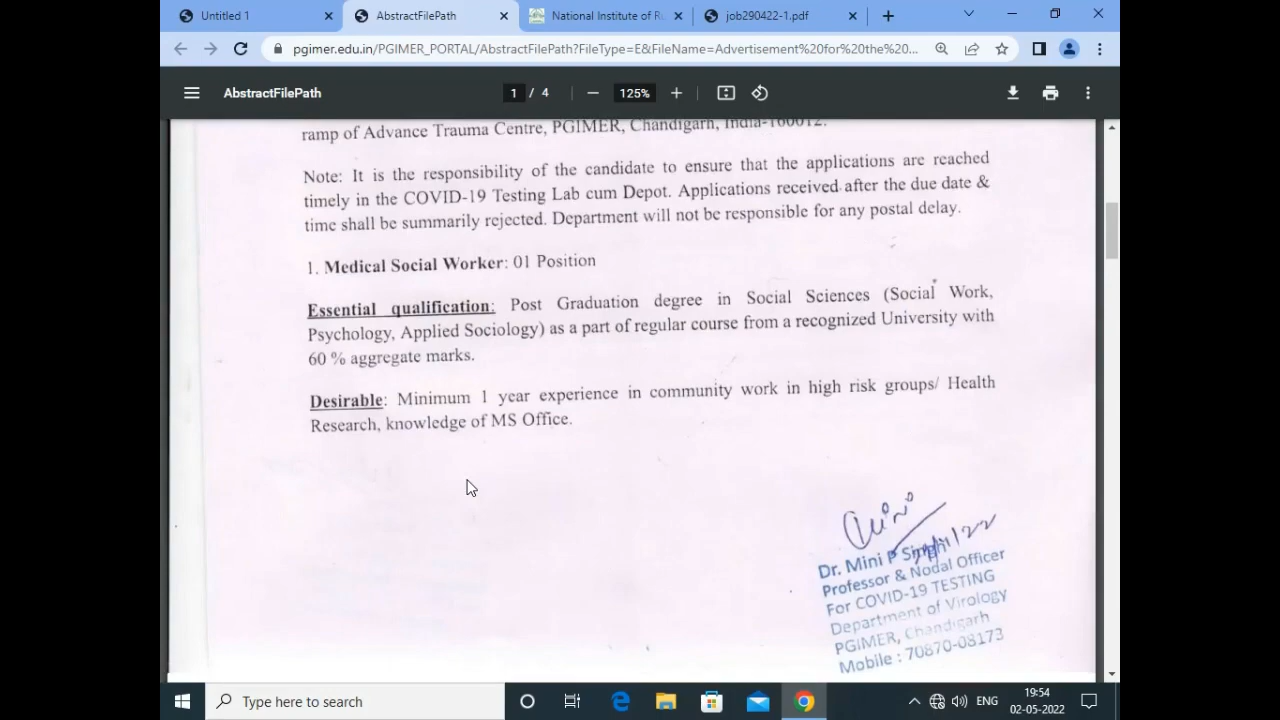 Untitled 1
AbstractFilePath
National Institute of Ru
job290422-1.pdf
pgimer.edu.in/PGIMER_PORTAL/AbstractFilePath?FileType=E&FileName=Advertisement%20for%20the%20...
AbstractFilePath
1 / 4
125%
ramp of Advance Trauma Centre, PGIMER, Chandigarh, India-160012.
Note: It is the responsibility of the candidate to ensure that the applications are reached
timely in the COVID-19 Testing Lab cum Depot. Applications received after the due date &
time shall be summarily rejected. Department will not be responsible for any postal delay.
1. Medical Social Worker: 01 Position
Essential qualification: Post Graduation degree in Social Sciences (Social Work,
Psychology, Applied Sociology) as a part of regular course from a recognized University with
60 % aggregate marks.
Desirable: Minimum 1 year experience in community work in high risk groups/ Health
Research, knowledge of MS Office.
Dr. Mini P Singh
Professor & Nodal Officer
For COVID-19 TESTING
Department of Virology
PGIMER, Chandigarh
Mobile : 70870-08173
Type here to search
ENG
19:54
02-05-2022